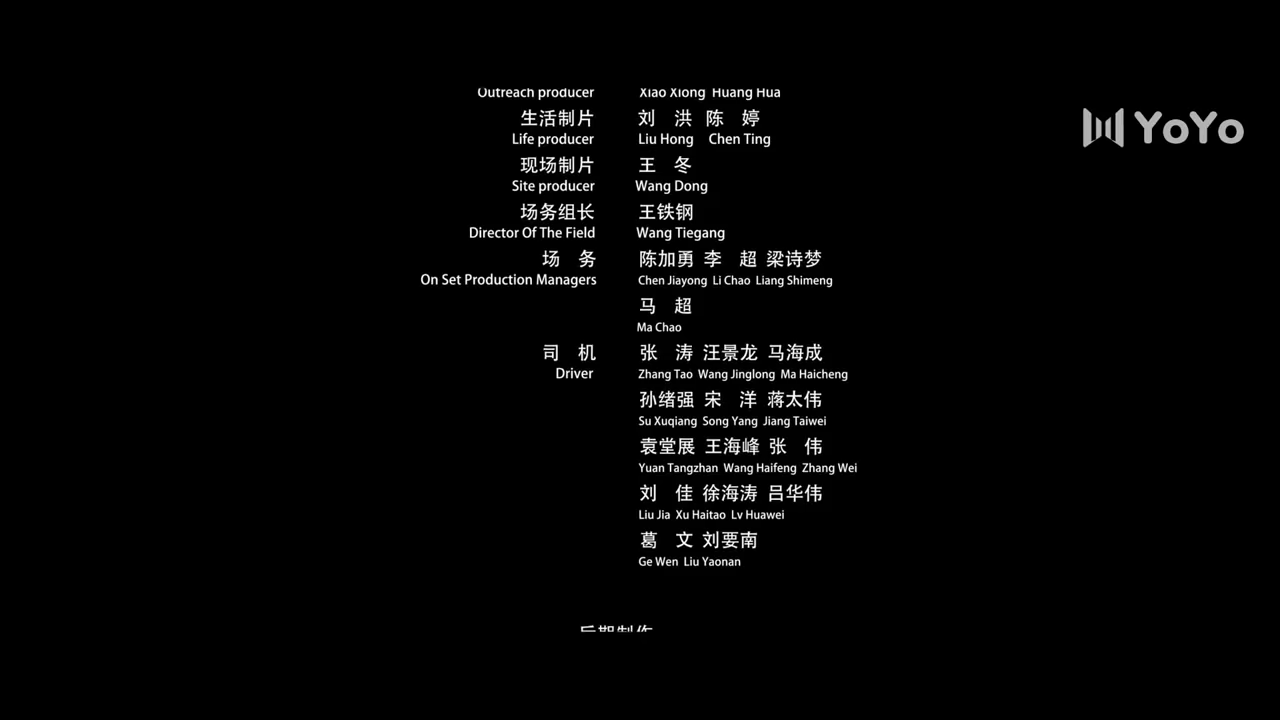 Outreach producer Xiao Xiong Huang Hua
YoYo
生活制片 刘 洪 陈 婷
Life producer Liu Hong Chen Ting
现场制片 王 冬
Site producer Wang Dong
场务组长 王铁钢
Director Of The Field Wang Tiegang
场 务 陈加勇 李 超 梁诗梦
On Set Production Managers Chen Jiayong Li Chao Liang Shimeng
马 超
Ma Chao
司 机 张 涛 汪景龙 马海成
Driver Zhang Tao Wang Jinglong Ma Haicheng
孙绪强 宋 洋 蒋太伟
Su Xuqiang Song Yang Jiang Taiwei
袁堂展 王海峰 张 伟
Yuan Tangzhan Wang Haifeng Zhang Wei
刘 佳 徐海涛 吕华伟
Liu Jia Xu Haitao Lv Huawei
葛 文 刘要南
Ge Wen Liu Yaonan
后期制作